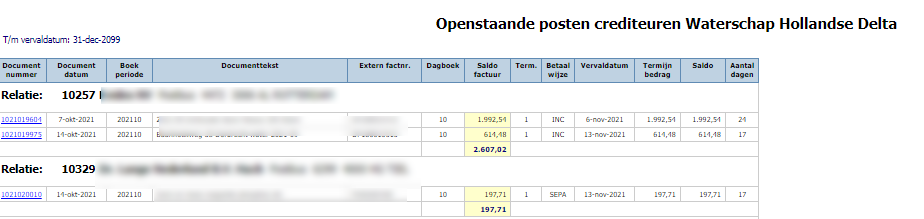 Openstaande posten crediteuren Waterschap Hollandse Delta
T/m vervaldatum: 31-dec-2099
Document nummer Document datum Boek periode Documenttekst Extern factnr. Dagboek Saldo factuur Term. Betaal wijze Vervaldatum Termijn bedrag Saldo Aantal dagen
Relatie: 10257
1021019604 7-okt-2021 202110 10 1.992,54 1 INC 6-nov-2021 1.992,54 1.992,54 24
1021019975 14-okt-2021 202110 10 614,48 1 INC 13-nov-2021 614,48 614,48 17
2.607,02
Relatie: 10329
1021020010 14-okt-2021 202110 10 197,71 1 SEPA 13-nov-2021 197,71 197,71 17
197,71